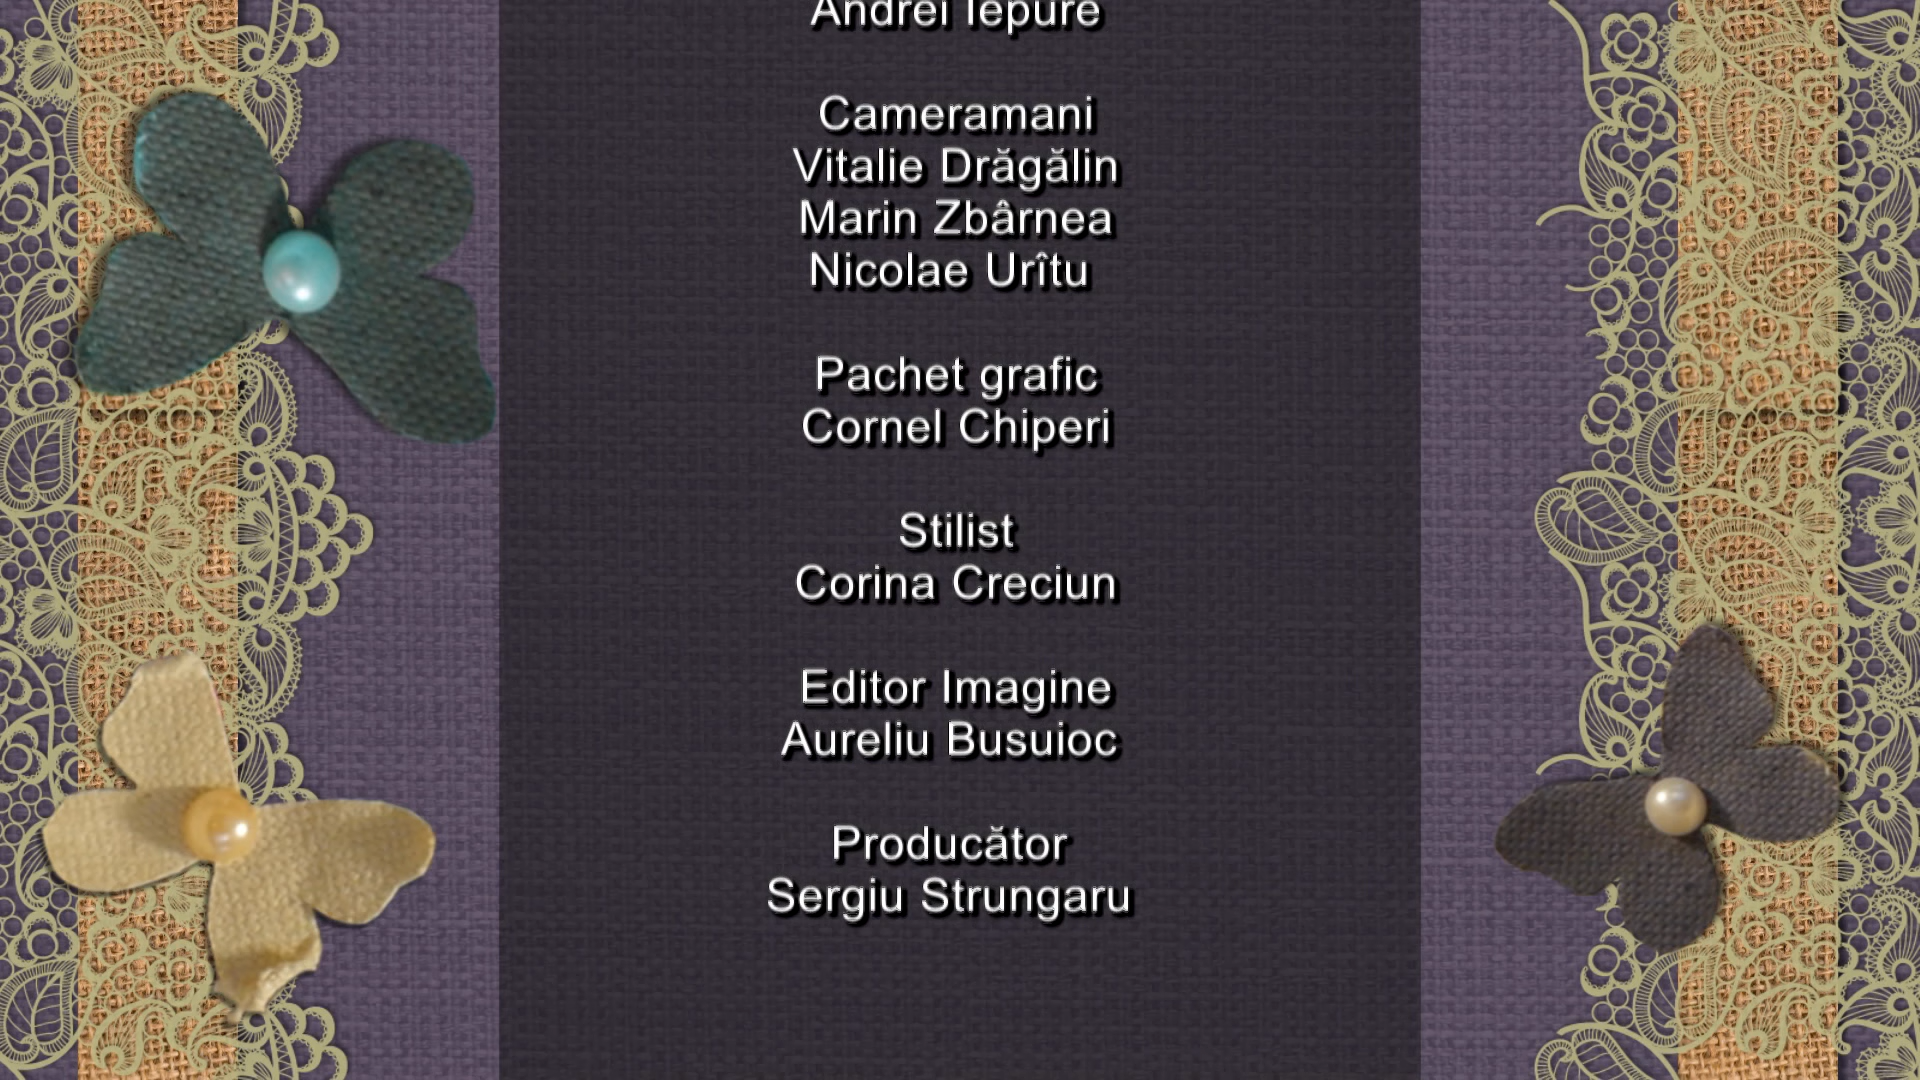 Andrei Iepure
Cameramani
Vitalie Drăgălin
Marin Zbârnea
Nicolae Urîtu
Pachet grafic
Cornel Chiperi
Stilist
Corina Creciun
Editor Imagine
Aureliu Busuioc
Producător
Sergiu Strungaru